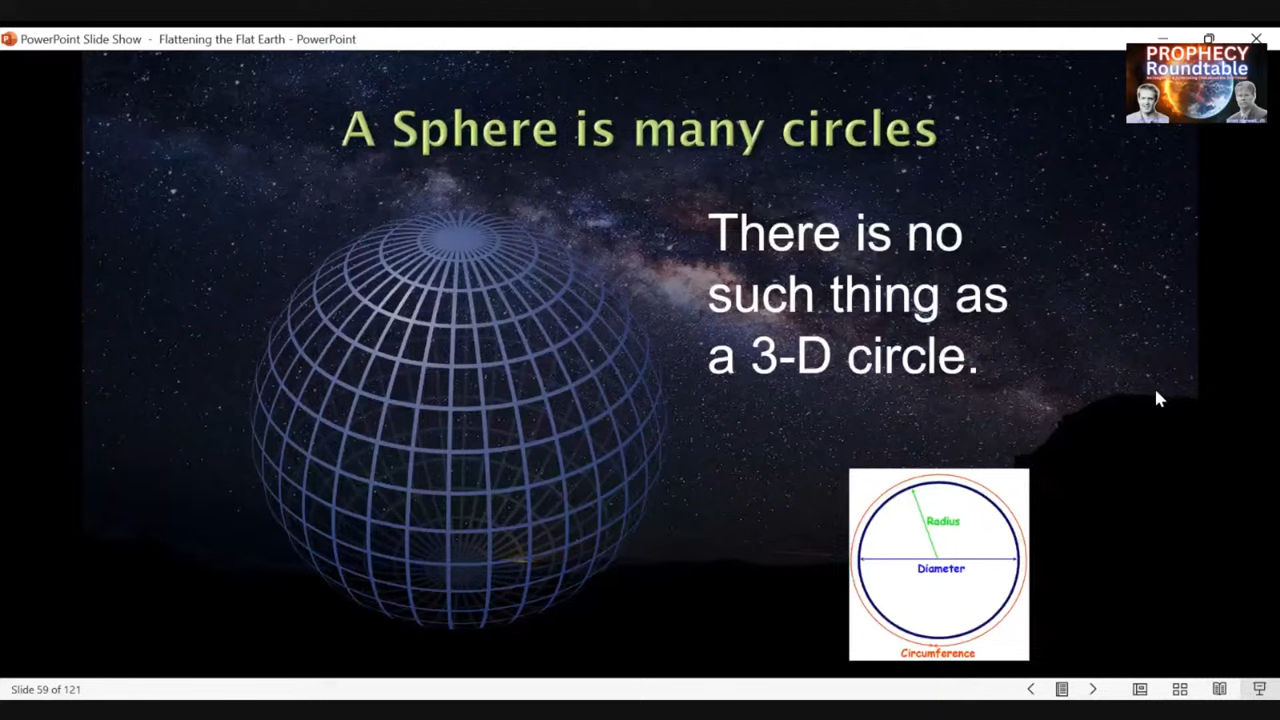 PowerPoint Slide Show - Flattening the Flat Earth - PowerPoint
PROPHECY
Roundtable
A Sphere is many circles
There is no
such thing as
a 3-D circle.
Radius
Diameter
Circumference
Slide 59 of 121